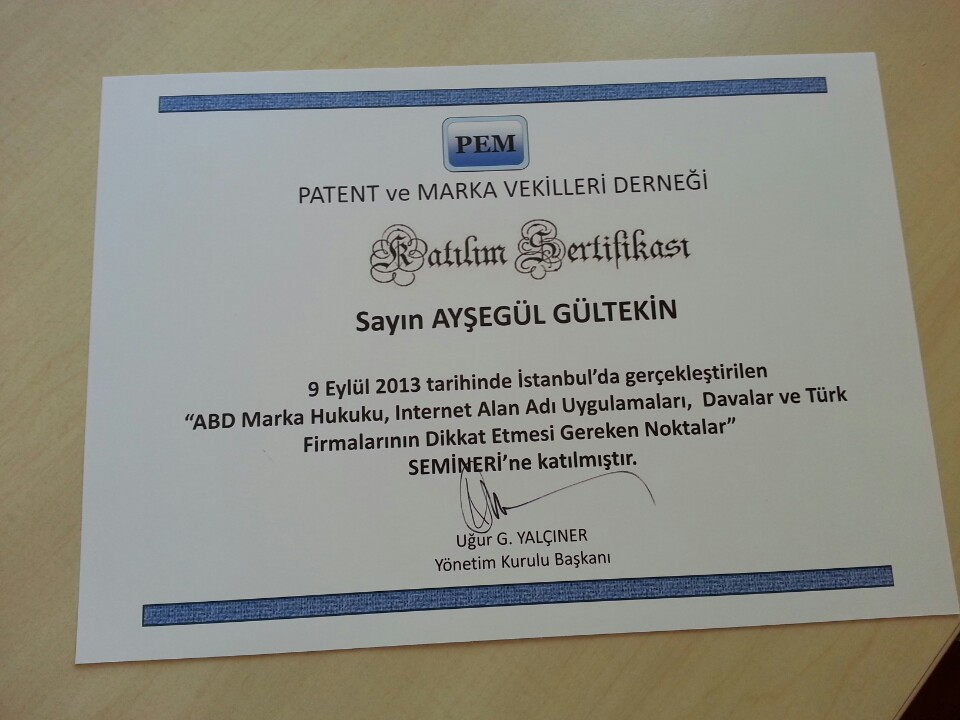 PEM
PATENT ve MARKA VEKİLLERİ DERNEĞİ
Katılım Sertifikası
Sayın AYŞEGÜL GÜLTEKİN
9 Eylül 2013 tarihinde İstanbul’da gerçekleştirilen
“ABD Marka Hukuku, Internet Alan Adı Uygulamaları, Davalar ve Türk
Firmalarının Dikkat Etmesi Gereken Noktalar”
SEMİNERİ’ne katılmıştır.
Uğur G. YALÇINER
Yönetim Kurulu Başkanı